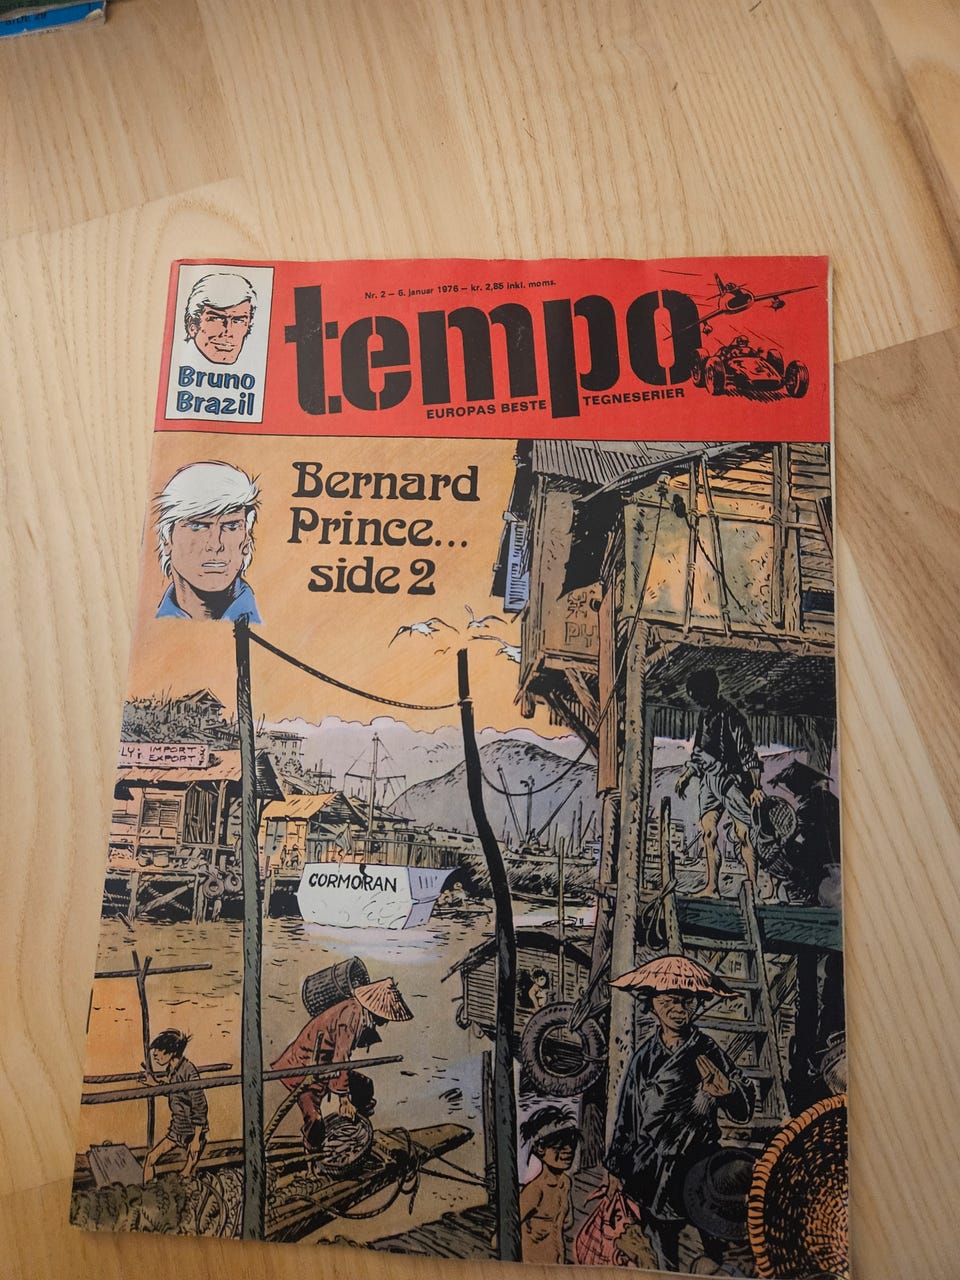 Nr. 2 – 6. januar 1976 – kr. 2,85 inkl. moms.
tempo
EUROPAS BESTE TEGNESERIER
Bruno
Brazil
Bernard
Prince...
side 2
IMPORT
EXPORT
CORMORAN